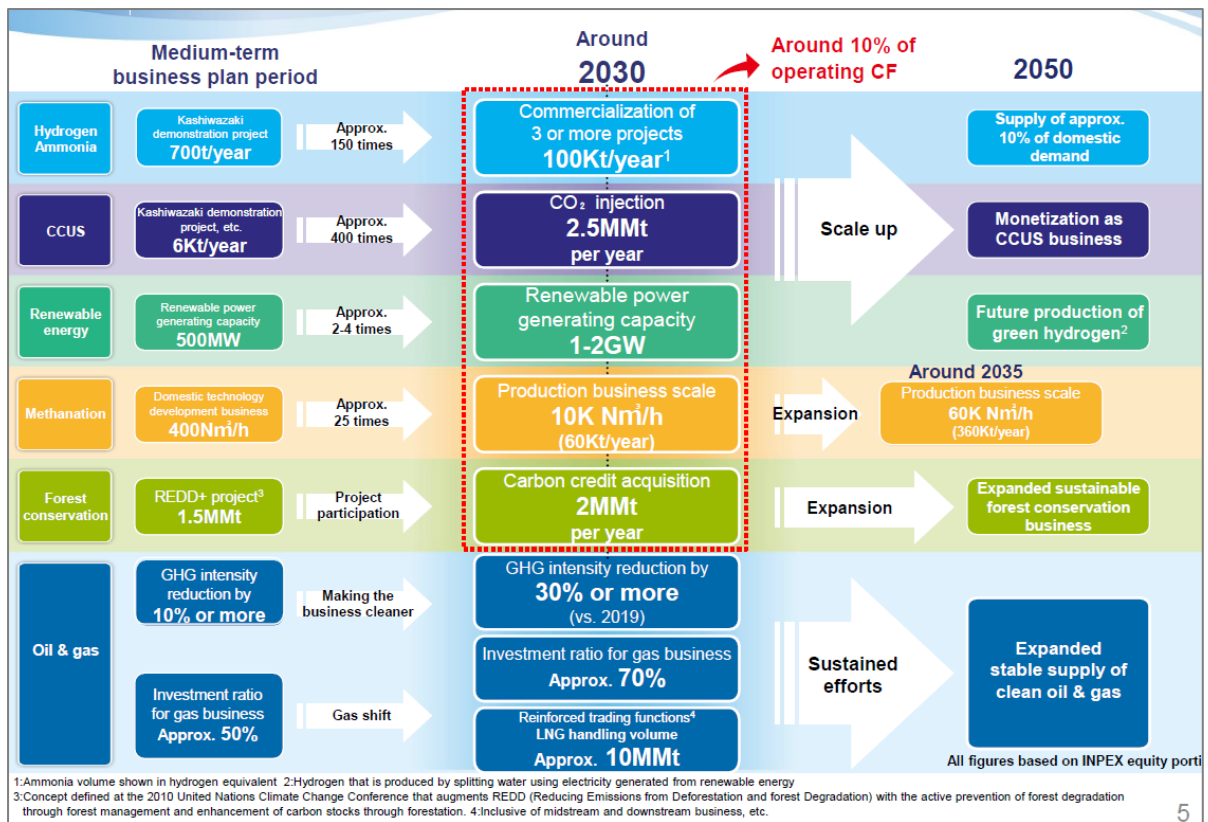 Medium-term
business plan period
Around
2030
Around 10% of
operating CF
2050
Hydrogen
Ammonia
Kashiwazaki
demonstration project
700t/year
Approx.
150 times
Commercialization of
3 or more projects
100Kt/year1
Supply of approx.
10% of domestic
demand
CCUS
Kashiwazaki demonstration
project, etc.
6Kt/year
Approx.
400 times
CO₂ injection
2.5MMt
per year
Scale up
Monetization as
CCUS business
Renewable
energy
Renewable power
generating capacity
500MW
Approx.
2-4 times
Renewable power
generating capacity
1-2GW
Future production of
green hydrogen2
Methanation
Domestic technology
development business
400N㎥/h
Approx.
25 times
Production business scale
10K N㎥/h
(60Kt/year)
Expansion
Around 2035
Production business scale
60K N㎥/h
(360Kt/year)
Forest
conservation
REDD+ project3
1.5MMt
Project
participation
Carbon credit acquisition
2MMt
per year
Expansion
Expanded sustainable
forest conservation
business
Oil & gas
GHG intensity
reduction by
10% or more
Making the
business cleaner
GHG intensity reduction by
30% or more
(vs. 2019)
Investment ratio
for gas business
Approx. 50%
Gas shift
Investment ratio for gas business
Approx. 70%
Reinforced trading functions4
LNG handling volume
Approx. 10MMt
Sustained
efforts
Expanded
stable supply of
clean oil & gas
All figures based on INPEX equity porti
1:Ammonia volume shown in hydrogen equivalent 2:Hydrogen that is produced by splitting water using electricity generated from renewable energy
3:Concept defined at the 2010 United Nations Climate Change Conference that augments REDD (Reducing Emissions from Deforestation and forest Degradation) with the active prevention of forest degradation
through forest management and enhancement of carbon stocks through forestation. 4:Inclusive of midstream and downstream business, etc.
5